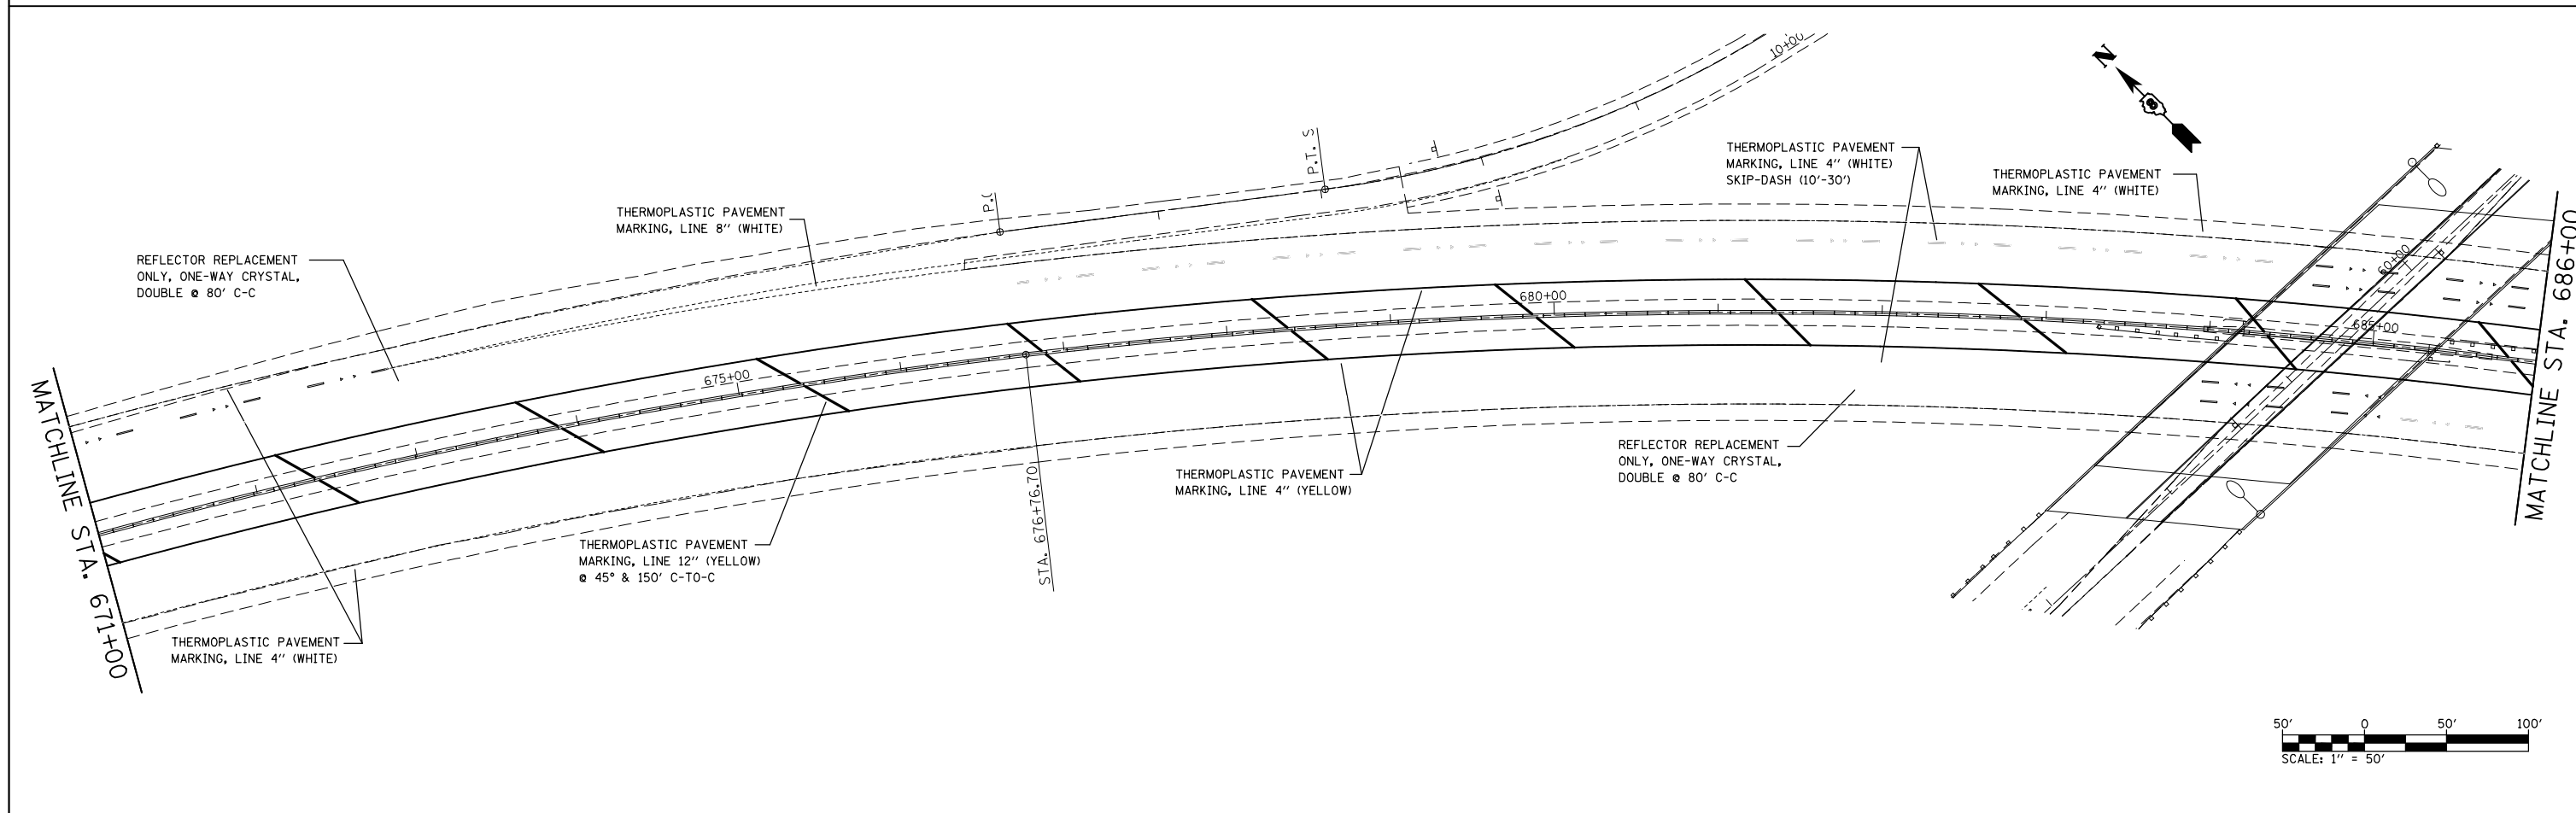 10+00
N
P.T. S
P.(
THERMOPLASTIC PAVEMENT
MARKING, LINE 4" (WHITE)
SKIP-DASH (10'-30')
THERMOPLASTIC PAVEMENT
MARKING, LINE 4" (WHITE)
THERMOPLASTIC PAVEMENT
MARKING, LINE 8" (WHITE)
REFLECTOR REPLACEMENT
ONLY, ONE-WAY CRYSTAL,
DOUBLE @ 80' C-C
60+00
680+00
685+00
675+00
MATCHLINE STA. 671+00
MATCHLINE STA. 686+00
STA. 676+76.70
THERMOPLASTIC PAVEMENT
MARKING, LINE 4" (YELLOW)
REFLECTOR REPLACEMENT
ONLY, ONE-WAY CRYSTAL,
DOUBLE @ 80' C-C
THERMOPLASTIC PAVEMENT
MARKING, LINE 12" (YELLOW)
@ 45° & 150' C-TO-C
THERMOPLASTIC PAVEMENT
MARKING, LINE 4" (WHITE)
50' 0 50' 100'
SCALE: 1" = 50'